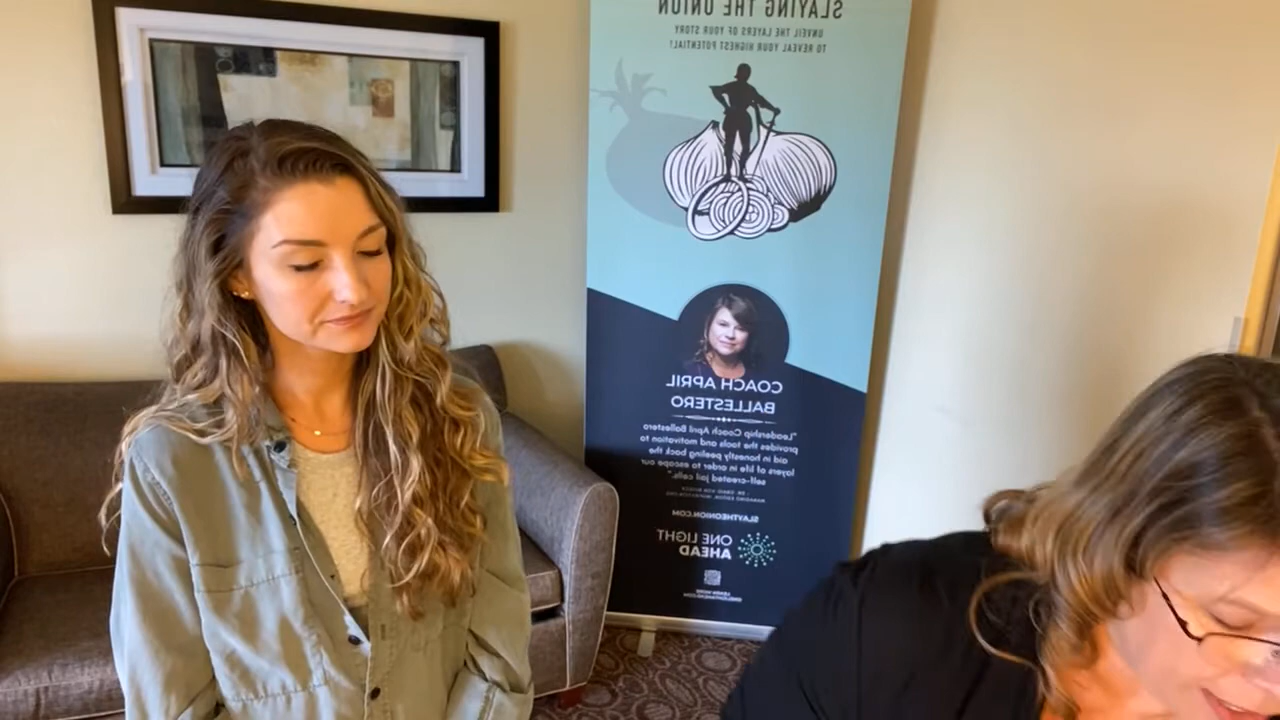 SLAYING THE ONION
UNVEIL THE LAYERS OF YOUR STORY
TO REVEAL YOUR HIGHEST POTENTIAL!
COACH APRIL
BALLESTERO
"Leadership Coach April Ballestero
provides the tools and motivation to
aid in honestly peeling back the
layers of life in order to escape our
self-created jail cells."
SLAYTHEONION.COM
ONE LIGHT
AHEAD